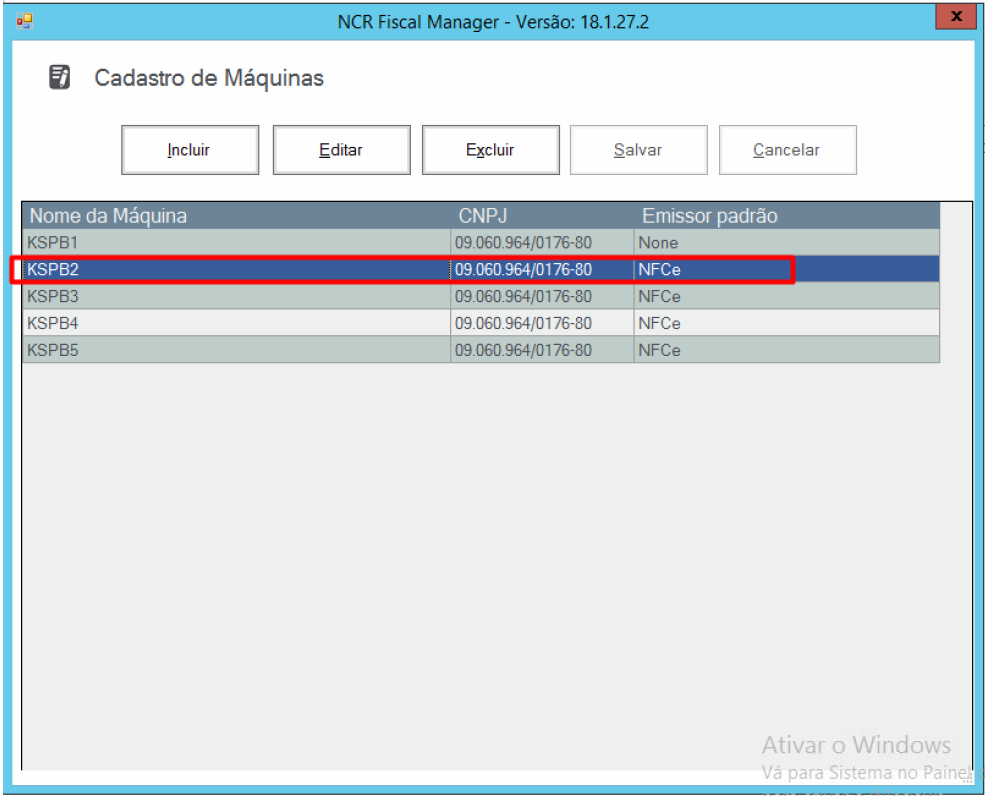 NCR Fiscal Manager - Versão: 18.1.27.2
x
Cadastro de Máquinas
Incluir Editar Excluir Salvar Cancelar
Nome da Máquina CNPJ Emissor padrão
KSPB1 09.060.964/0176-80 None
KSPB2 09.060.964/0176-80 NFCe
KSPB3 09.060.964/0176-80 NFCe
KSPB4 09.060.964/0176-80 NFCe
KSPB5 09.060.964/0176-80 NFCe
Ativar o Windows
Vá para Sistema no Painel